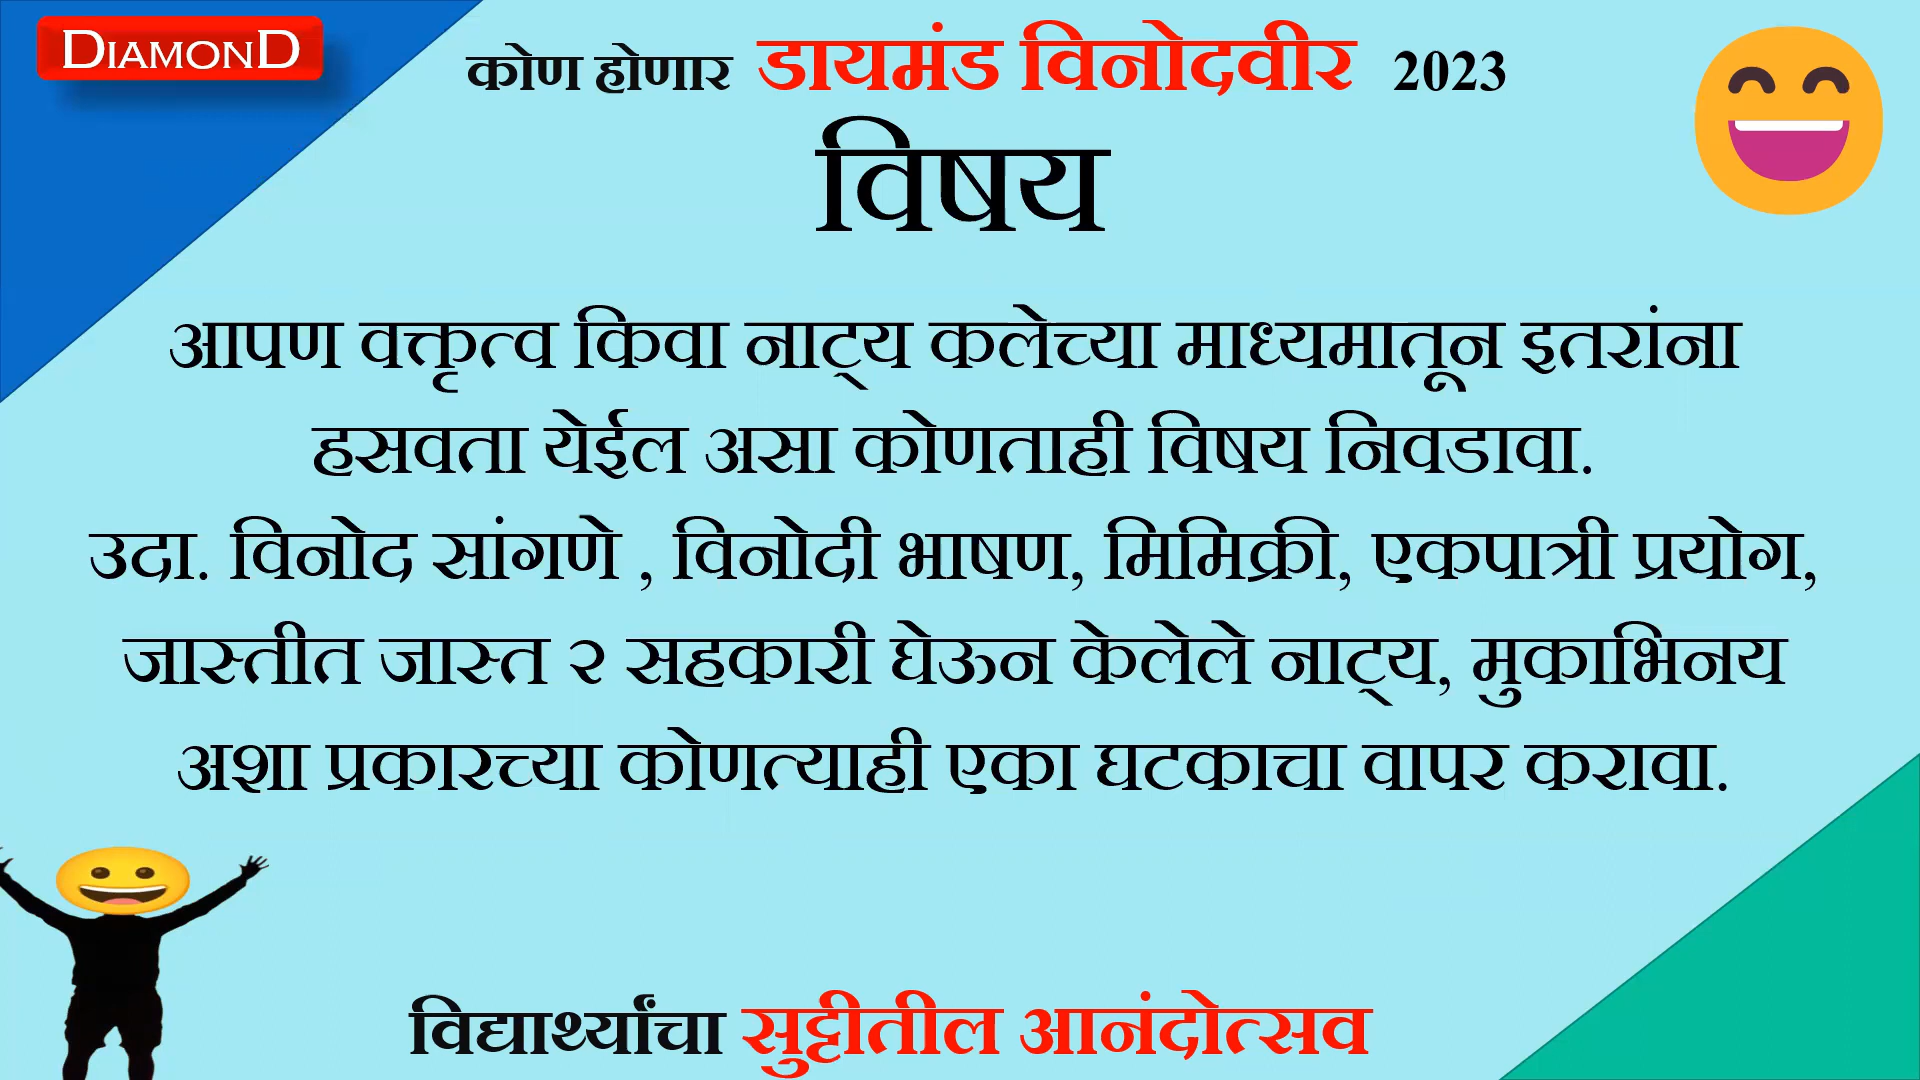 DIAMOND
कोण होणार डायमंड विनोदवीर 2023
विषय
आपण वक्तृत्व किवा नाट्य कलेच्या माध्यमातून इतरांना
हसवता येईल असा कोणताही विषय निवडावा.
उदा. विनोद सांगणे , विनोदी भाषण, मिमिक्री, एकपात्री प्रयोग,
जास्तीत जास्त २ सहकारी घेऊन केलेले नाट्य, मुकाभिनय
अशा प्रकारच्या कोणत्याही एका घटकाचा वापर करावा.
विद्यार्थ्यांचा सुट्टीतील आनंदोत्सव